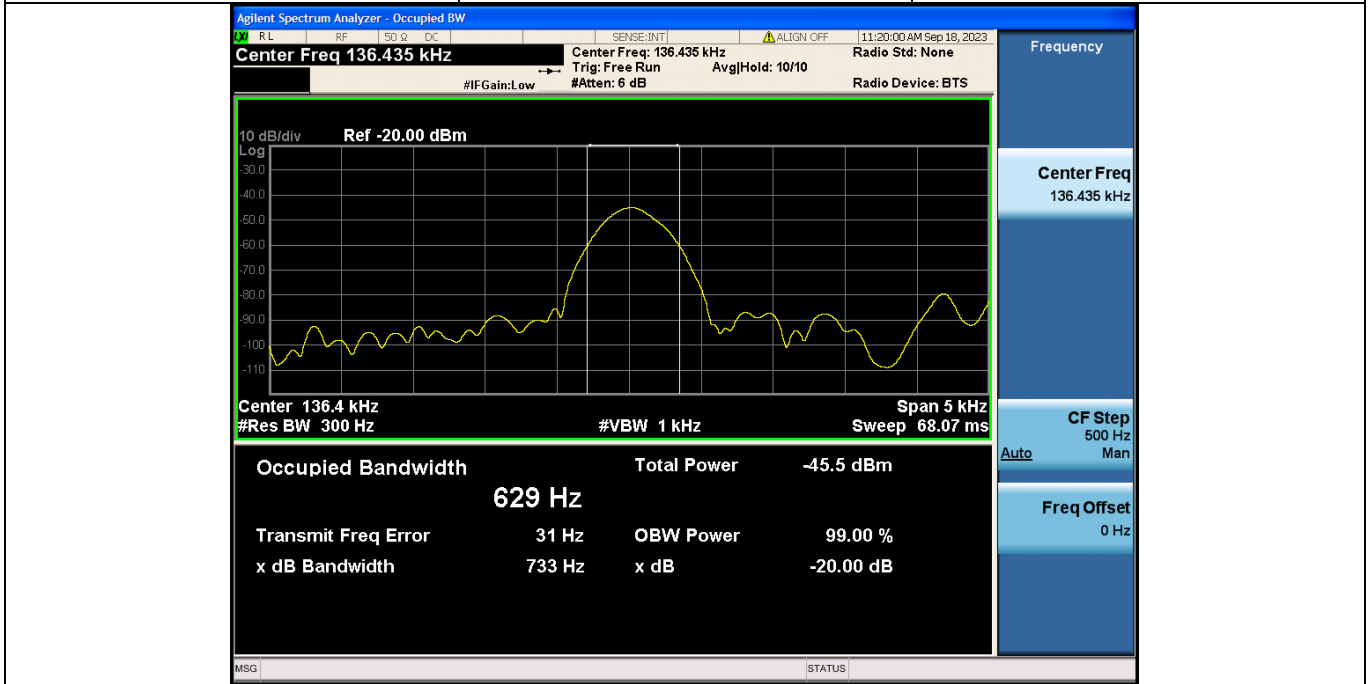 Agilent Spectrum Analyzer - Occupied BW
LXI RL RF 50 Ω DC SENSE:INT ALIGN OFF 11:20:00 AM Sep 18, 2023
Center Freq 136.435 kHz
Center Freq: 136.435 kHz Radio Std: None
Trig: Free Run Avg|Hold: 10/10
#IFGain:Low #Atten: 6 dB Radio Device: BTS
Frequency
10 dB/div Ref -20.00 dBm
Log
-30.0
-40.0
-50.0
-60.0
-70.0
-80.0
-90.0
-100
-110
Center 136.4 kHz Span 5 kHz
#Res BW 300 Hz #VBW 1 kHz Sweep 68.07 ms
Occupied Bandwidth Total Power -45.5 dBm
629 Hz
Transmit Freq Error 31 Hz OBW Power 99.00 %
x dB Bandwidth 733 Hz x dB -20.00 dB
Center Freq
136.435 kHz
CF Step
500 Hz
Auto Man
Freq Offset
0 Hz
MSG STATUS